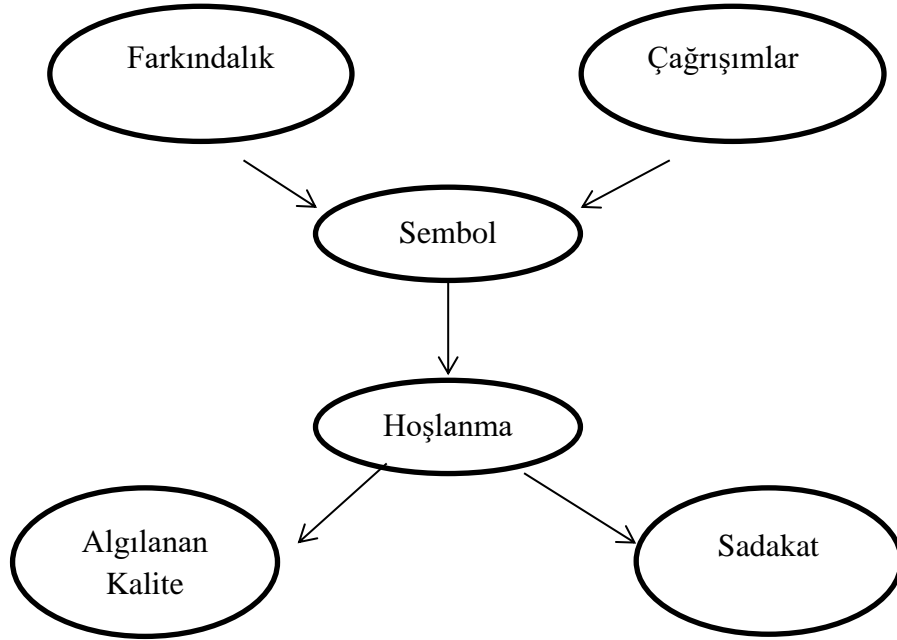 Farkındalık
Çağrışımlar
Sembol
Hoşlanma
Algılanan
Kalite
Sadakat